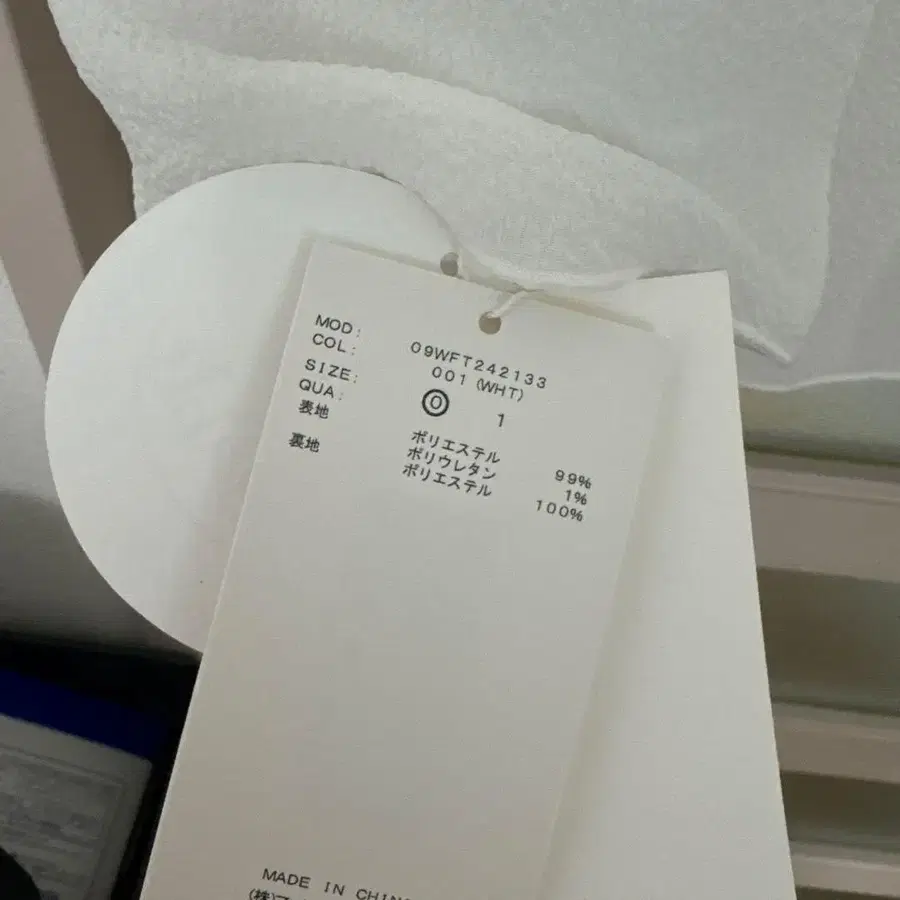 MOD: 09WFT242133
COL: 001 (WHT)
SIZE: 0 1
QUA:
表地 ポリエステル 99%
ポリウレタン 1%
裏地 ポリエステル 100%
MADE IN CHINA
(株)